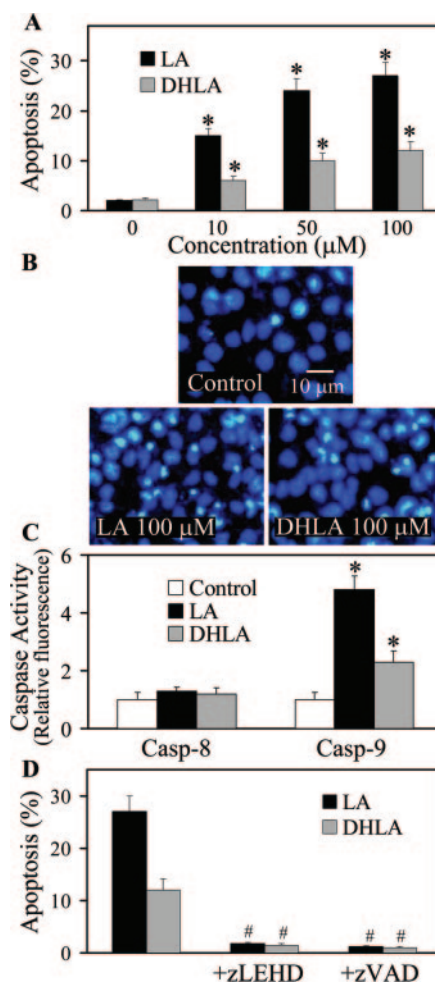 A
Apoptosis (%)
30
20
10
0
LA
DHLA
* * * * * *
0 10 50 100
Concentration (μM)
B
Control
10 μm
LA 100 μM
DHLA 100 μM
C
Caspase Activity
(Relative fluorescence)
6
4
2
0
Control
LA
DHLA
* *
Casp-8 Casp-9
D
Apoptosis (%)
30
20
10
0
LA
DHLA
# # # #
+zLEHD +zVAD